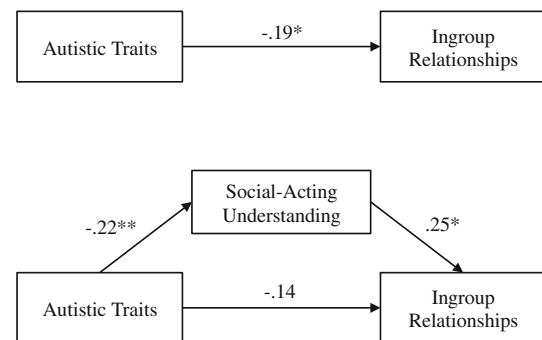 -.19*
Autistic Traits
Ingroup
Relationships
Social-Acting
Understanding
-.22**
.25*
-.14
Autistic Traits
Ingroup
Relationships